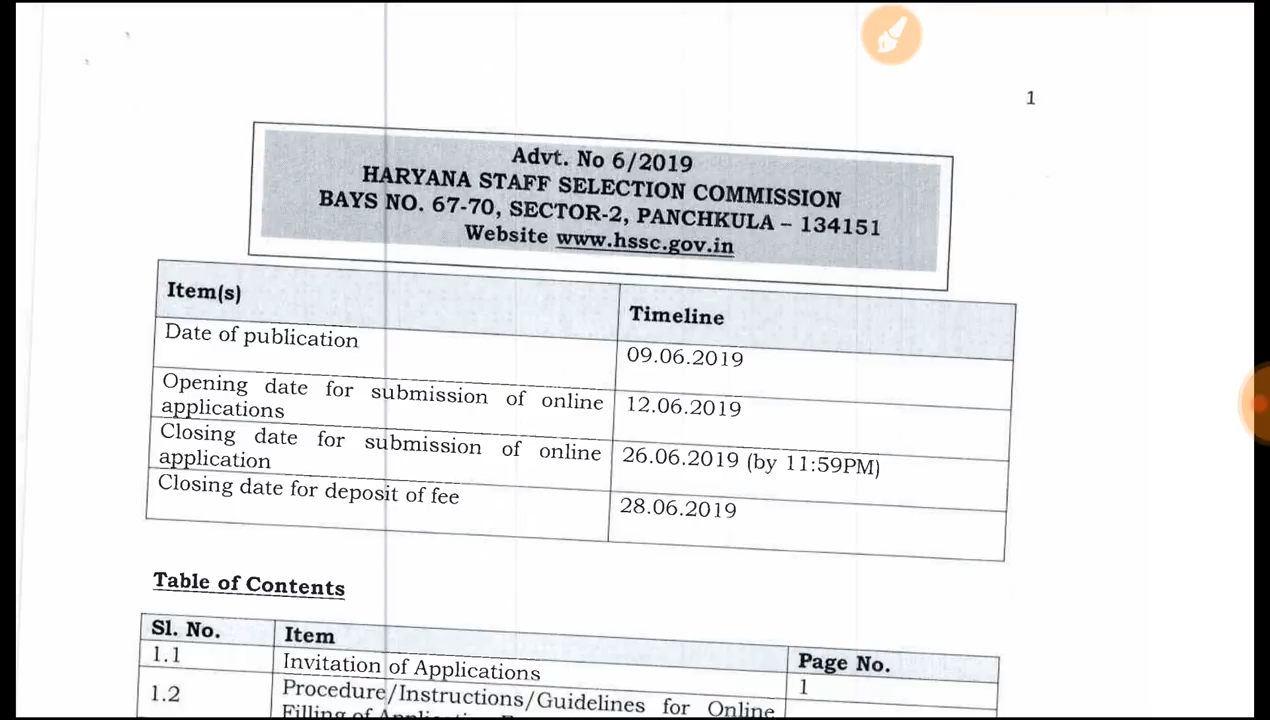 1
Advt. No 6/2019
HARYANA STAFF SELECTION COMMISSION
BAYS NO. 67-70, SECTOR-2, PANCHKULA – 134151
Website www.hssc.gov.in
Item(s) Timeline
Date of publication 09.06.2019
Opening date for submission of online
applications 12.06.2019
Closing date for submission of online
application 26.06.2019 (by 11:59PM)
Closing date for deposit of fee 28.06.2019
Table of Contents
Sl. No. Item Page No.
1.1 Invitation of Applications 1
1.2 Procedure/Instructions/Guidelines for Online
Filling of